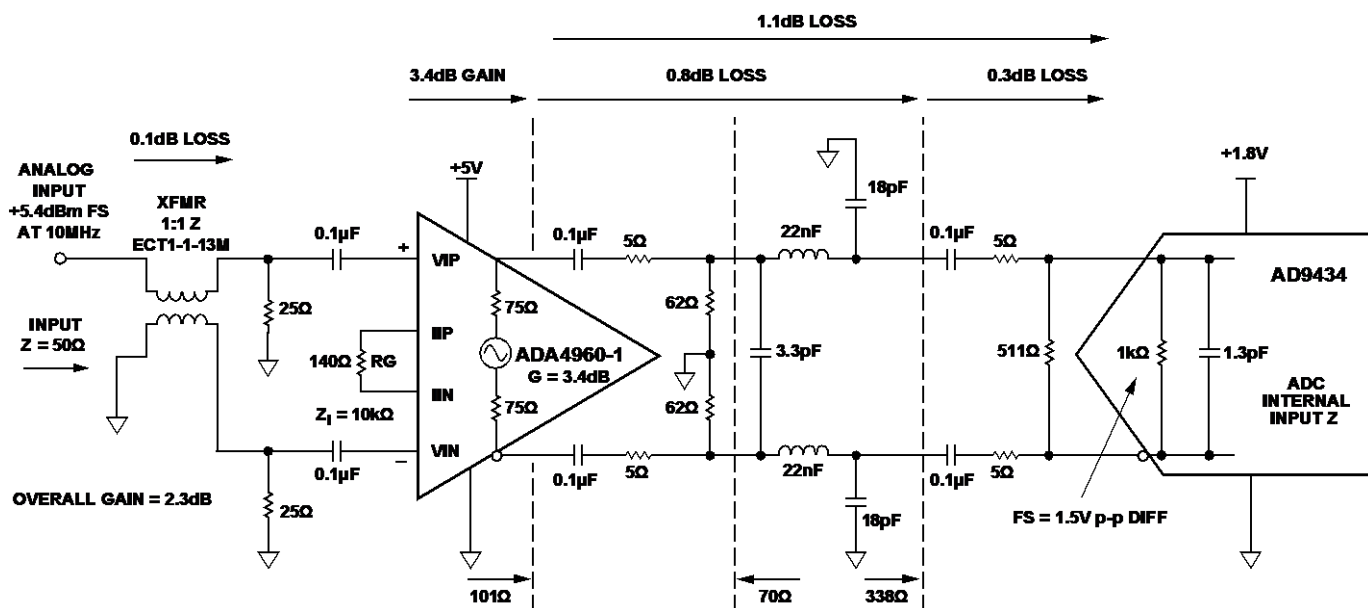 1.1dB LOSS
3.4dB GAIN
0.8dB LOSS
0.3dB LOSS
0.1dB LOSS
ANALOG
INPUT
+5.4dBm FS
AT 10MHz
XFMR
1:1 Z
ECT1-1-13M
INPUT
Z = 50Ω
25Ω
0.1µF
+
+5V
VIP
IIP
140Ω
RG
IIN
ZI = 10kΩ
VIN
–
0.1µF
25Ω
OVERALL GAIN = 2.3dB
75Ω
ADA4960-1
G = 3.4dB
75Ω
0.1µF
5Ω
62Ω
62Ω
0.1µF
5Ω
3.3pF
22nF
18pF
22nF
18pF
0.1µF
5Ω
511Ω
0.1µF
5Ω
+1.8V
AD9434
1kΩ
1.3pF
ADC
INTERNAL
INPUT Z
FS = 1.5V p-p DIFF
101Ω
70Ω
338Ω